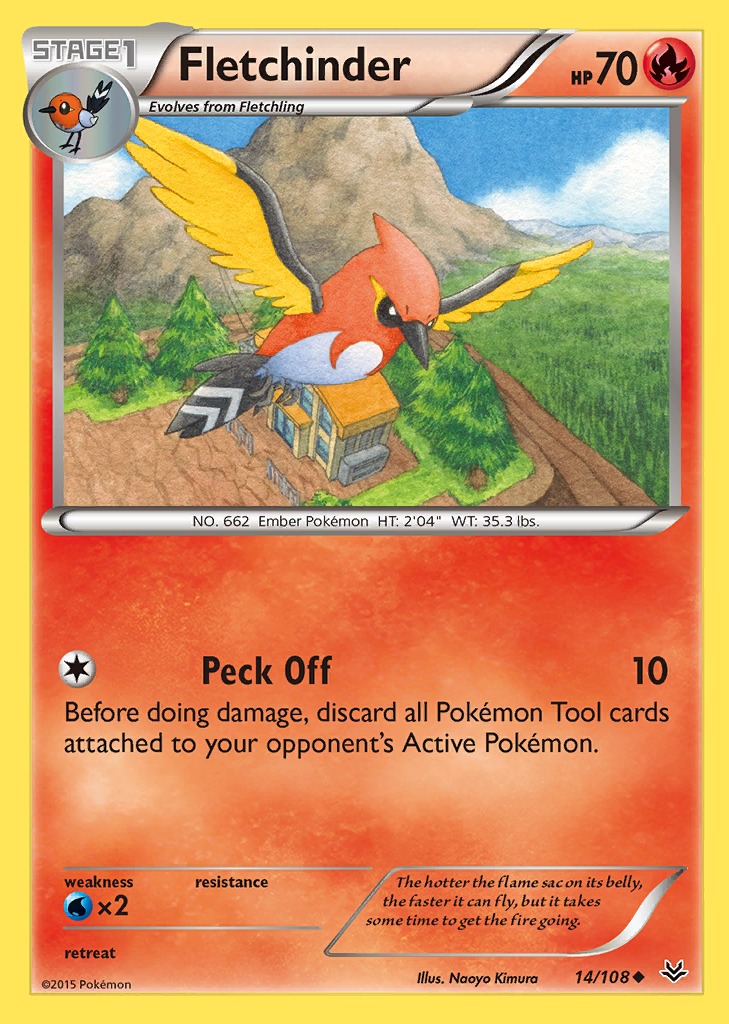 STAGE1
Fletchinder
HP 70
Evolves from Fletchling
NO. 662 Ember Pokémon HT: 2'04" WT: 35.3 lbs.
Peck Off 10
Before doing damage, discard all Pokémon Tool cards
attached to your opponent's Active Pokémon.
weakness resistance
×2
retreat
The hotter the flame sac on its belly,
the faster it can fly, but it takes
some time to get the fire going.
©2015 Pokémon
Illus. Naoyo Kimura 14/108